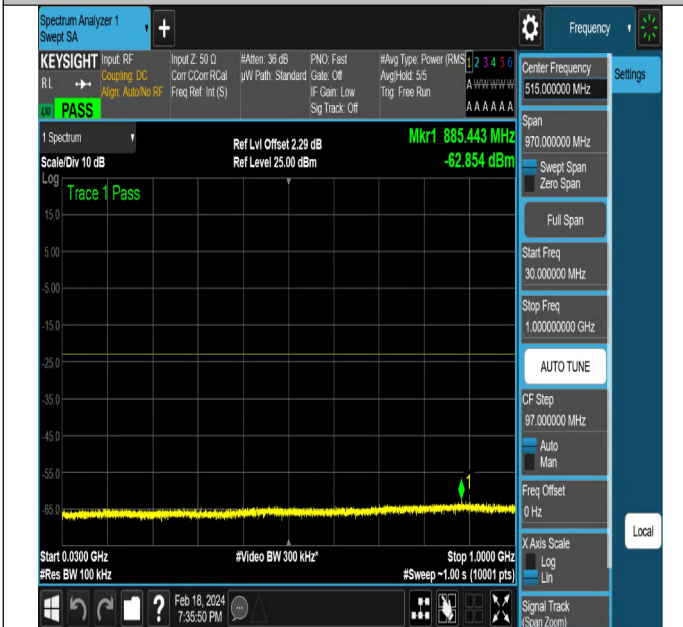 Spectrum Analyzer 1
Swept SA
+
Frequency
KEYSIGHT
RL
LXI PASS
Input: RF
Coupling: DC
Align: Auto/No RF
Input Z: 50 Ω
Corr CCorr RCal
Freq Ref: Int (S)
#Atten: 36 dB
µW Path: Standard
PNO: Fast
Gate: Off
IF Gain: Low
Sig Track: Off
#Avg Type: Power (RMS
Avg|Hold: 5/5
Trig: Free Run
1 2 3 4 5 6
A W W W W W
A A A A A A
1 Spectrum
Scale/Div 10 dB
Log
Ref Lvl Offset 2.29 dB
Ref Level 25.00 dBm
Mkr1 885.443 MHz
-62.854 dBm
Trace 1 Pass
15.0
5.00
-5.00
-15.0
-25.0
-35.0
-45.0
-55.0
-65.0
1
Start 0.0300 GHz
#Res BW 100 kHz
#Video BW 300 kHz*
Stop 1.0000 GHz
#Sweep ~1.00 s (10001 pts)
?
Feb 18, 2024
7:35:50 PM
Center Frequency
515.000000 MHz
Span
970.000000 MHz
Swept Span
Zero Span
Full Span
Start Freq
30.000000 MHz
Stop Freq
1.000000000 GHz
AUTO TUNE
CF Step
97.000000 MHz
Auto
Man
Freq Offset
0 Hz
X Axis Scale
Log
Lin
Signal Track
(Span Zoom)
Settings
Local